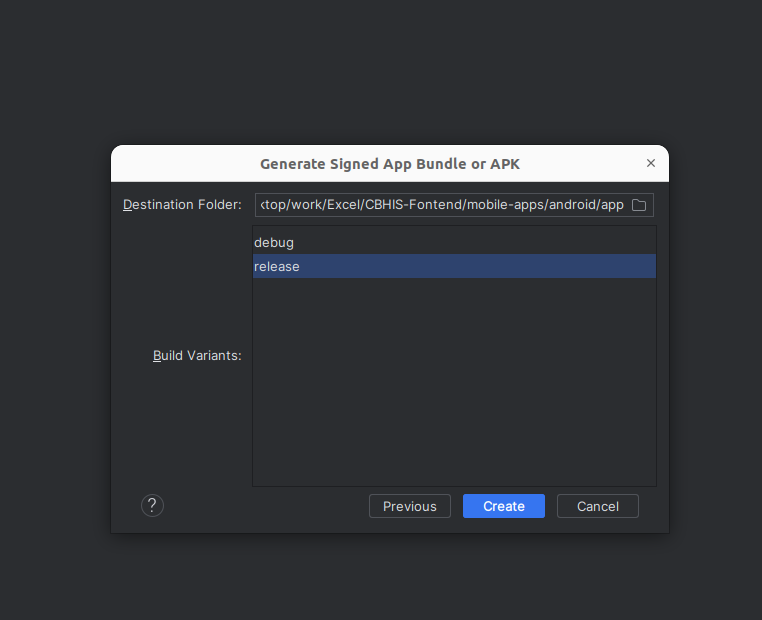 Generate Signed App Bundle or APK
Destination Folder: top/work/Excel/CBHIS-Fontend/mobile-apps/android/app
debug
release
Build Variants:
? Previous Create Cancel